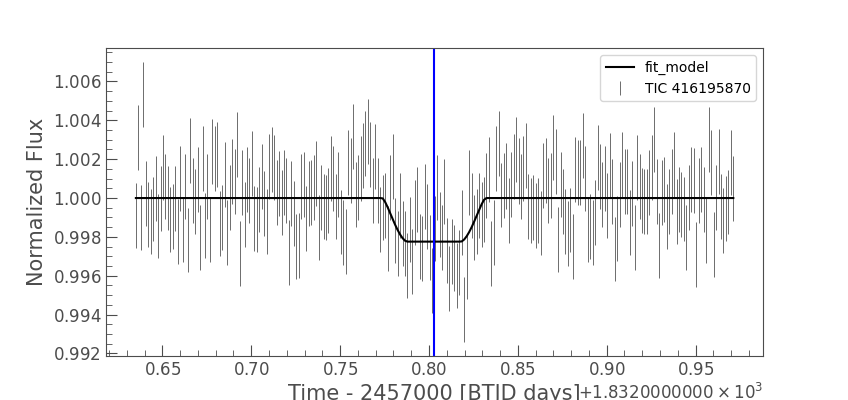 fit_model
TIC 416195870
1.006
1.004
1.002
1.000
0.998
0.996
0.994
0.992
Normalized Flux
0.65 0.70 0.75 0.80 0.85 0.90 0.95
Time - 2457000 [BTJD days]
+1.8320000000 × 10³